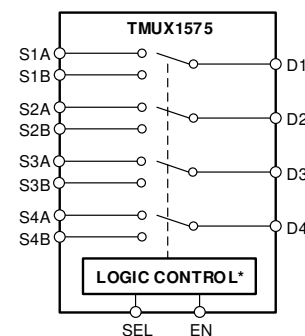 TMUX1575
S1A
D1
S1B
S2A
D2
S2B
S3A
D3
S3B
S4A
D4
S4B
LOGIC CONTROL*
SEL EN